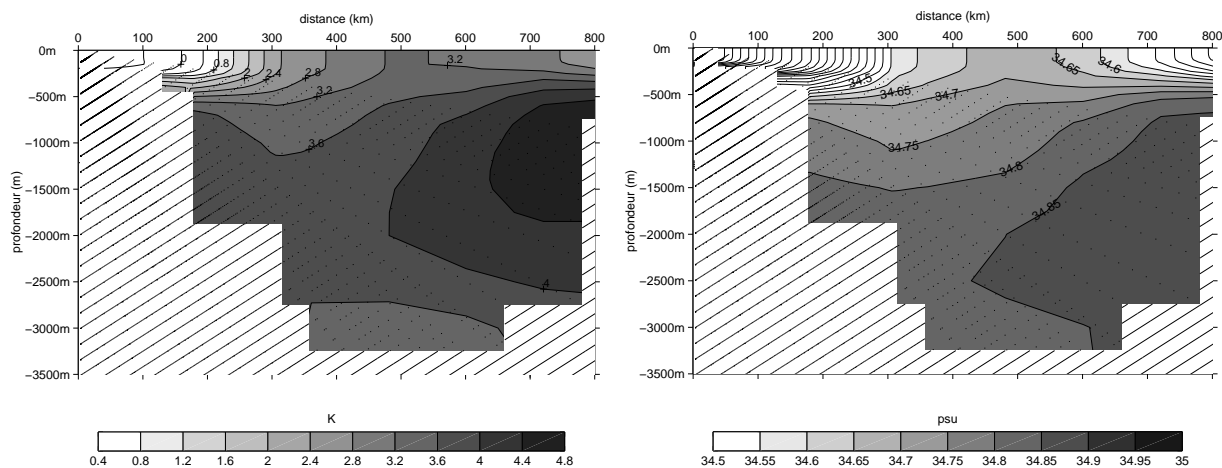 distance (km)
0 100 200 300 400 500 600 700 800
0m
−500m
−1000m
−1500m
−2000m
−2500m
−3000m
−3500m
profondeur (m)
0
0.8
2
2.4
2.8
3.2
3.2
3.6
4
K
0.4 0.8 1.2 1.6 2 2.4 2.8 3.2 3.6 4 4.4 4.8
distance (km)
0 100 200 300 400 500 600 700 800
0m
−500m
−1000m
−1500m
−2000m
−2500m
−3000m
−3500m
profondeur (m)
34.5
34.65
34.7
34.65
34.6
34.75
34.8
34.85
psu
34.5 34.55 34.6 34.65 34.7 34.75 34.8 34.85 34.9 34.95 35